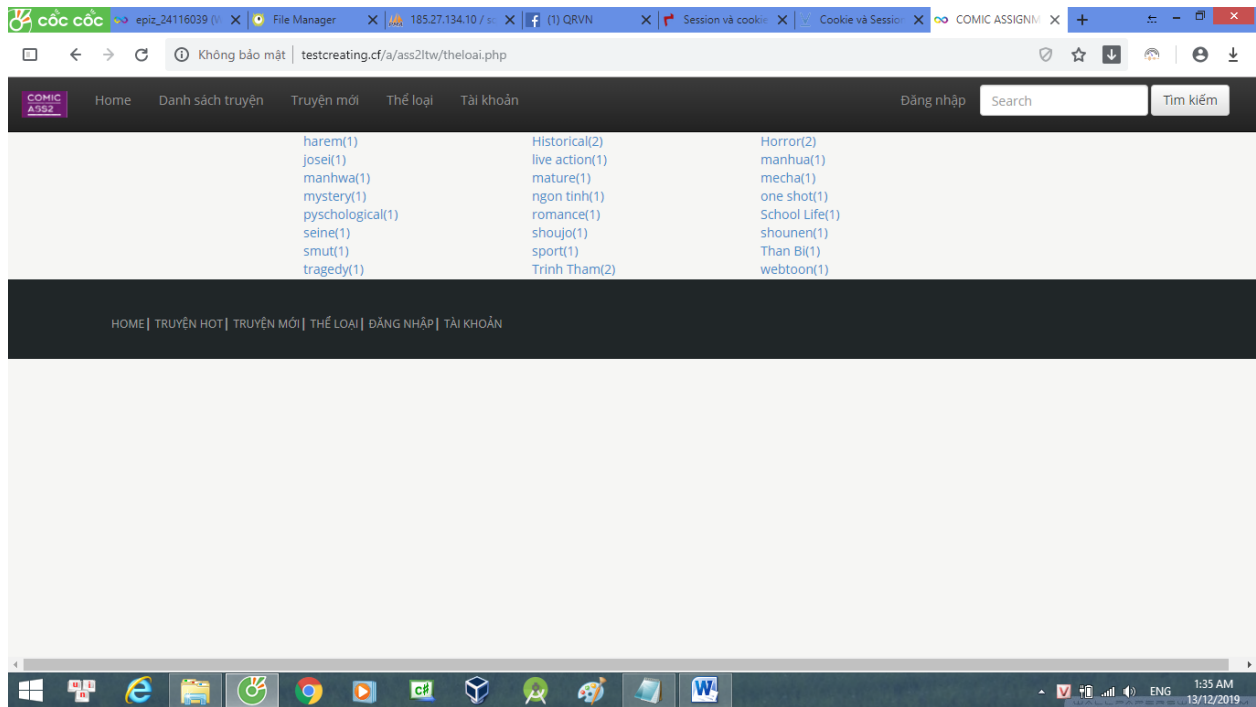 cốc cốc epiz_24116039 (W File Manager 185.27.134.10 / sc (1) QRVN Session và cookie Cookie và Session COMIC ASSIGNM
Không bảo mật testcreating.cf/a/ass2ltw/theloai.php
COMIC
ASS2
Home Danh sách truyện Truyện mới Thể loại Tài khoản Đăng nhập Search Tìm kiếm
harem(1) Historical(2) Horror(2)
josei(1) live action(1) manhua(1)
manhwa(1) mature(1) mecha(1)
mystery(1) ngon tinh(1) one shot(1)
pyschological(1) romance(1) School Life(1)
seine(1) shoujo(1) shounen(1)
smut(1) sport(1) Than Bi(1)
tragedy(1) Trinh Tham(2) webtoon(1)
HOME| TRUYỆN HOT| TRUYỆN MỚI| THỂ LOẠI| ĐĂNG NHẬP| TÀI KHOẢN
ENG 1:35 AM
13/12/2019